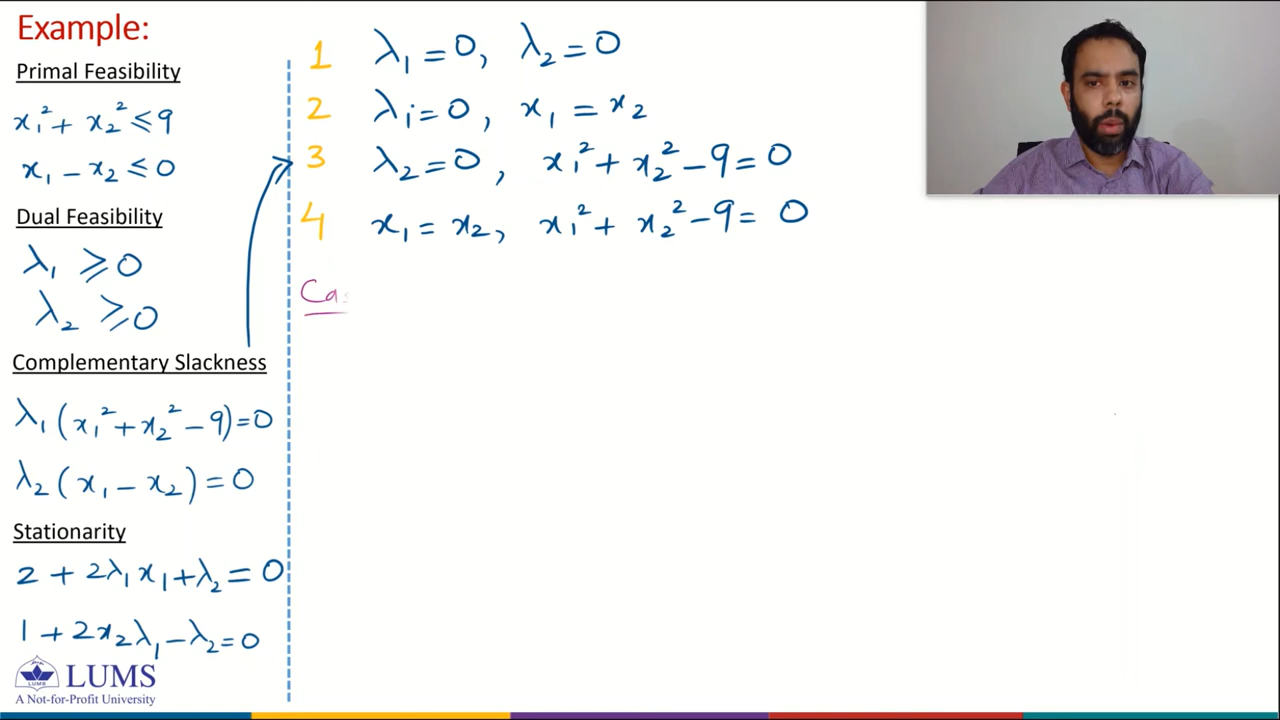 Example:
Primal Feasibility
x₁² + x₂² ≤ 9
x₁ − x₂ ≤ 0
Dual Feasibility
λ₁ ≥ 0
λ₂ ≥ 0
Complementary Slackness
λ₁(x₁² + x₂² − 9) = 0
λ₂(x₁ − x₂) = 0
Stationarity
2 + 2λ₁x₁ + λ₂ = 0
1 + 2x₂λ₁ − λ₂ = 0
LUMS
LUMS
A Not-for-Profit University
1 λ₁ = 0, λ₂ = 0
2 λ₁ = 0, x₁ = x₂
3 λ₂ = 0, x₁² + x₂² − 9 = 0
4 x₁ = x₂, x₁² + x₂² − 9 = 0